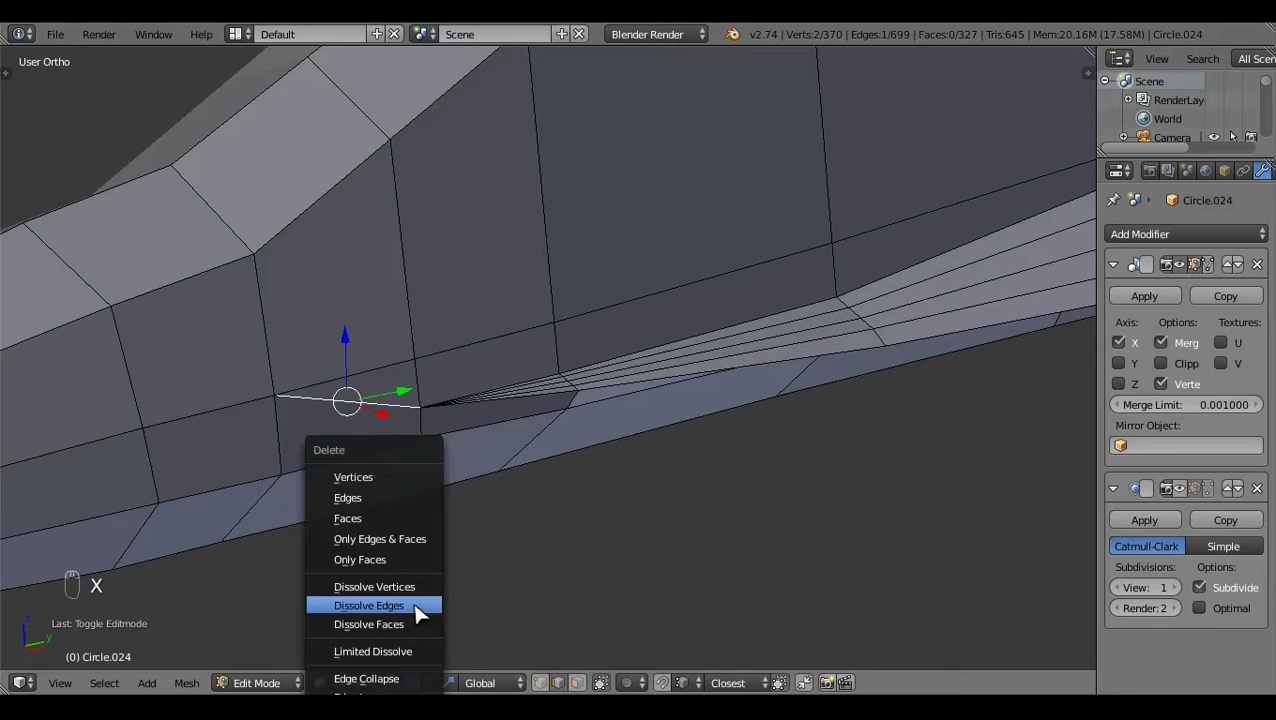 File Render Window Help Default Scene Blender Render v2.74 | Verts:2/370 | Edges:1/699 | Faces:0/327 | Tris:645 | Mem:20.16M (17.58M) | Circle.024
User Ortho
View Search All Scen
Scene
RenderLay
World
Camera
Circle.024
Add Modifier
Apply Copy
Axis: Options: Textures:
X Merg U
Y Clipp V
Z Verte
Merge Limit: 0.001000
Mirror Object:
Apply Copy
Catmull-Clark Simple
Subdivisions: Options:
View: 1 Subdivide
Render: 2 Optimal
Delete
Vertices
Edges
Faces
Only Edges & Faces
Only Faces
Dissolve Vertices
Dissolve Edges
Dissolve Faces
Limited Dissolve
Edge Collapse
X
Last: Toggle Editmode
z
y
(0) Circle.024
View Select Add Mesh Edit Mode Global Closest